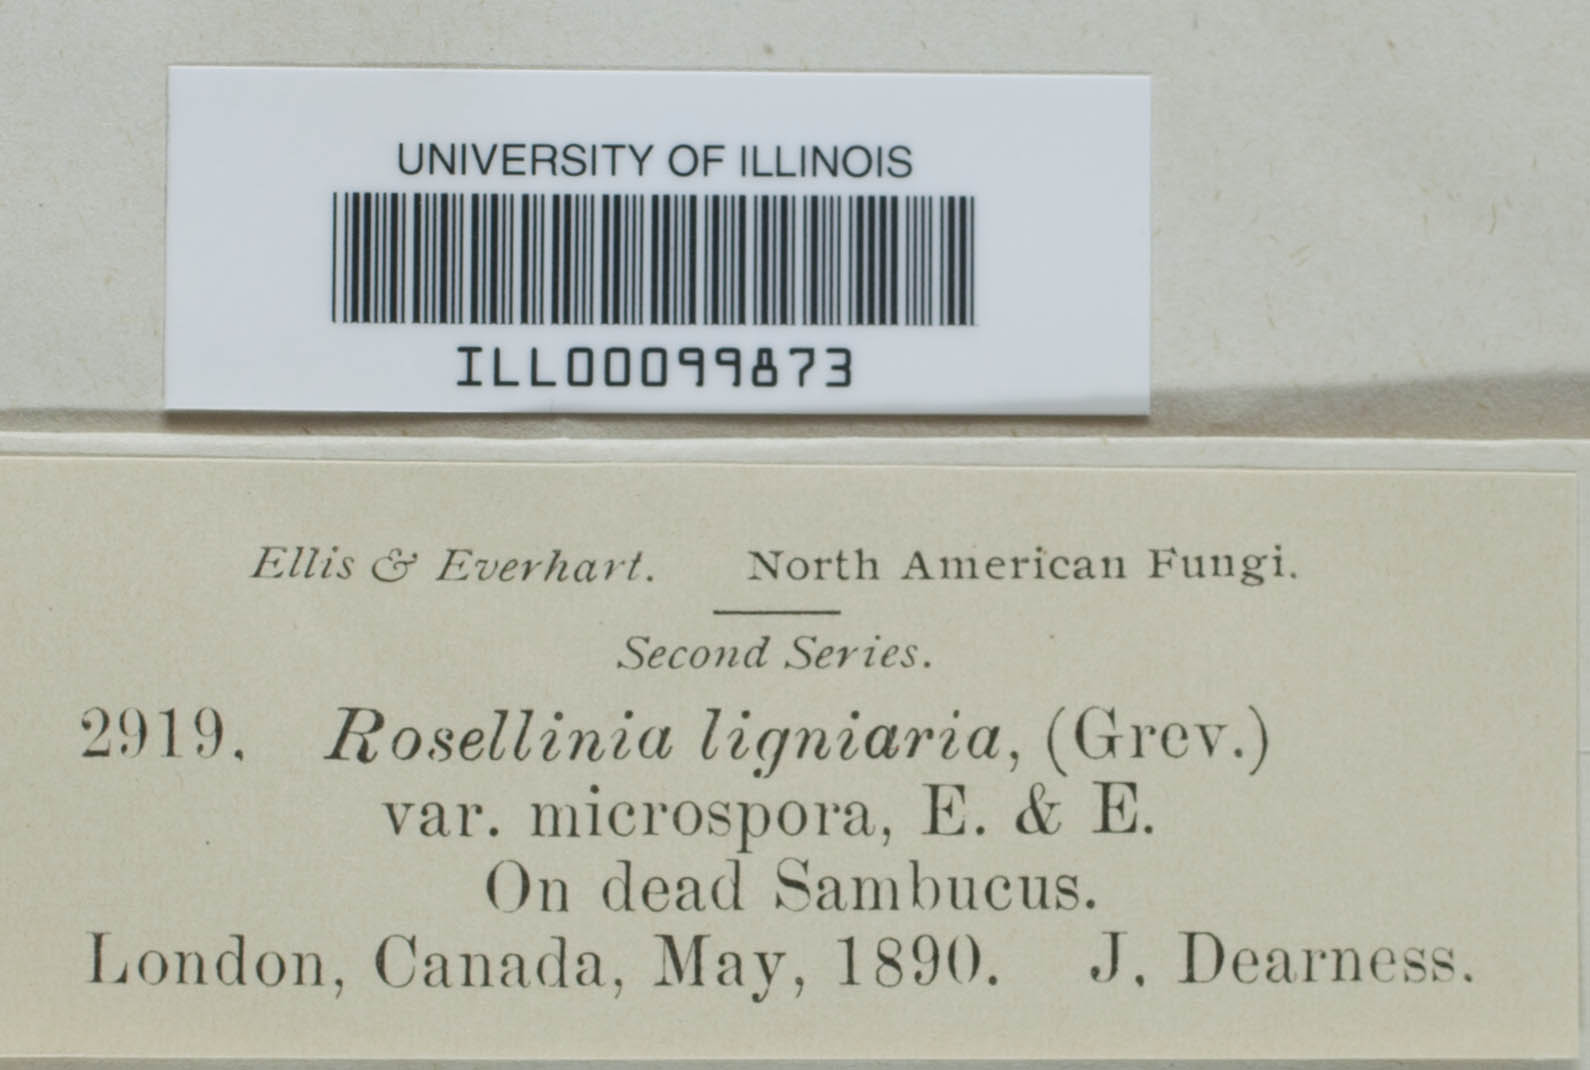 UNIVERSITY OF ILLINOIS
ILL00099873
Ellis & Everhart. North American Fungi.
Second Series.
2919. Rosellinia ligniaria, (Grev.)
var. microspora, E. & E.
On dead Sambucus.
London, Canada, May, 1890. J. Dearness.